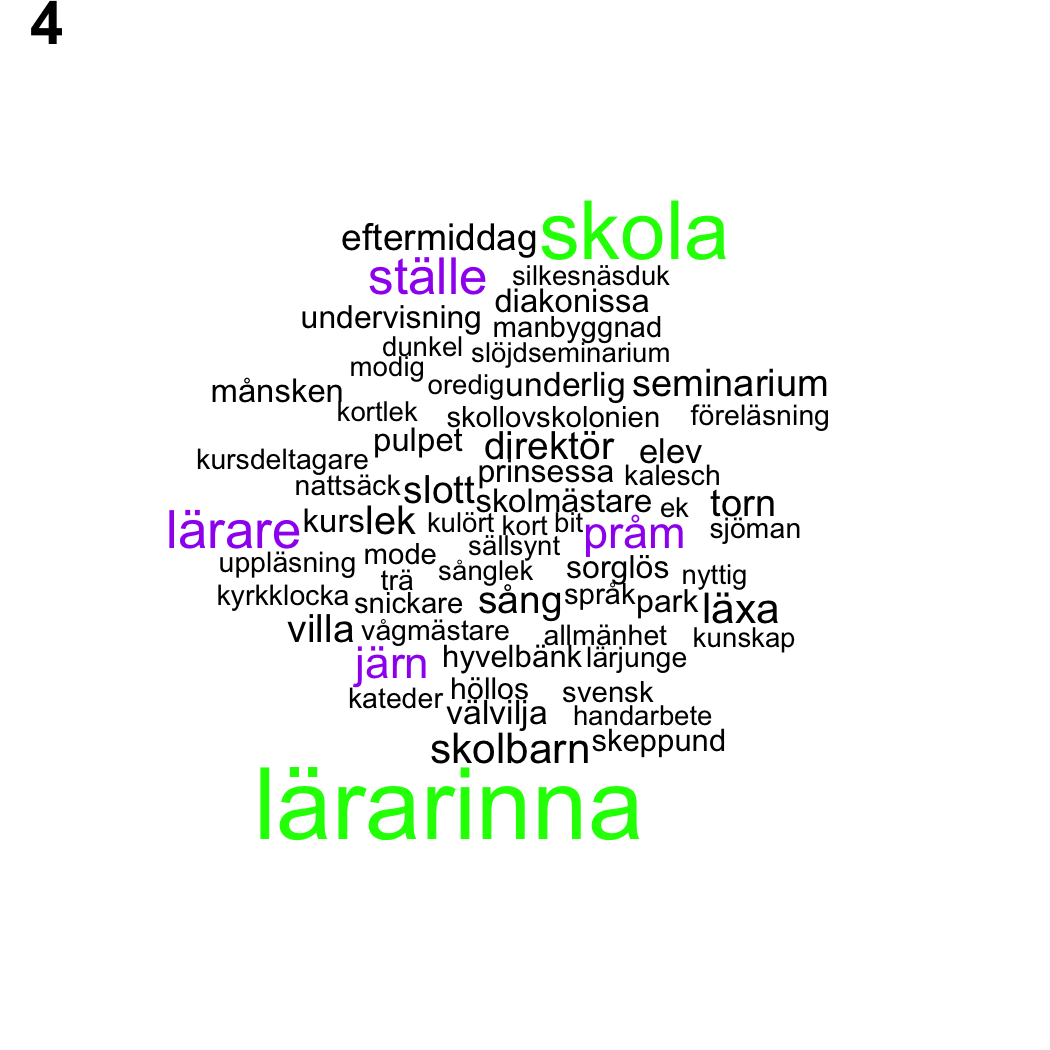 4
eftermiddag skola
ställe silkesnäsduk
diakonissa
undervisning manbyggnad
dunkel slöjdseminarium
modig
månsken oredig underlig seminarium
kortlek skollovskolonien föreläsning
pulpet direktör elev
kursdeltagare prinsessa kalesch
nattsäck slott skolmästare ek torn
lärare kurs lek kulört kort bit pråm sjöman
uppläsning mode sällsynt
trä sånglek sorglös nyttig
kyrkklocka snickare sång språk park läxa
villa vågmästare allmänhet kunskap
järn hyvelbänk lärjunge
kateder höllos svensk
välvilja handarbete
skolbarn skeppund
lärarinna